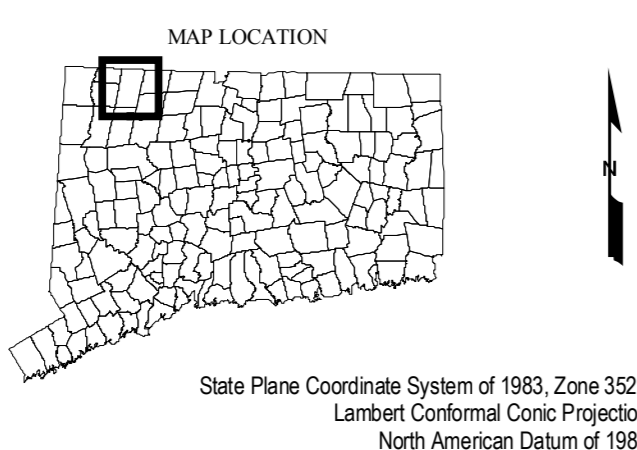 MAP LOCATION
N
State Plane Coordinate System of 1983, Zone 352
Lambert Conformal Conic Projectio
North American Datum of 198